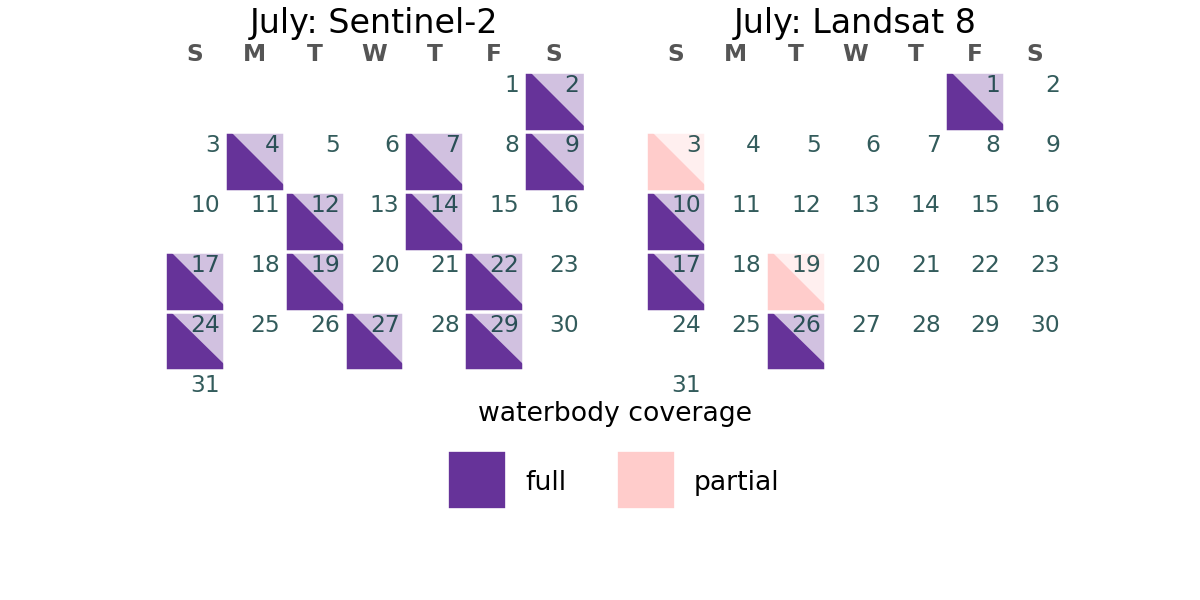 July: Sentinel-2
S M T W T F S
1 2
3 4 5 6 7 8 9
10 11 12 13 14 15 16
17 18 19 20 21 22 23
24 25 26 27 28 29 30
31
July: Landsat 8
S M T W T F S
1 2
3 4 5 6 7 8 9
10 11 12 13 14 15 16
17 18 19 20 21 22 23
24 25 26 27 28 29 30
31
waterbody coverage
full partial